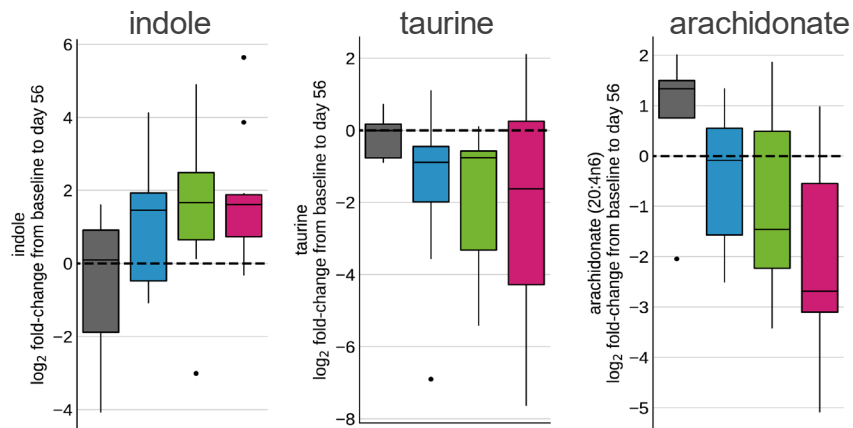 indole
taurine
arachidonate
indole
log₂ fold-change from baseline to day 56
6
4
2
0
−2
−4
taurine
log₂ fold-change from baseline to day 56
2
0
−2
−4
−6
−8
arachidonate (20:4n6)
log₂ fold-change from baseline to day 56
2
1
0
−1
−2
−3
−4
−5